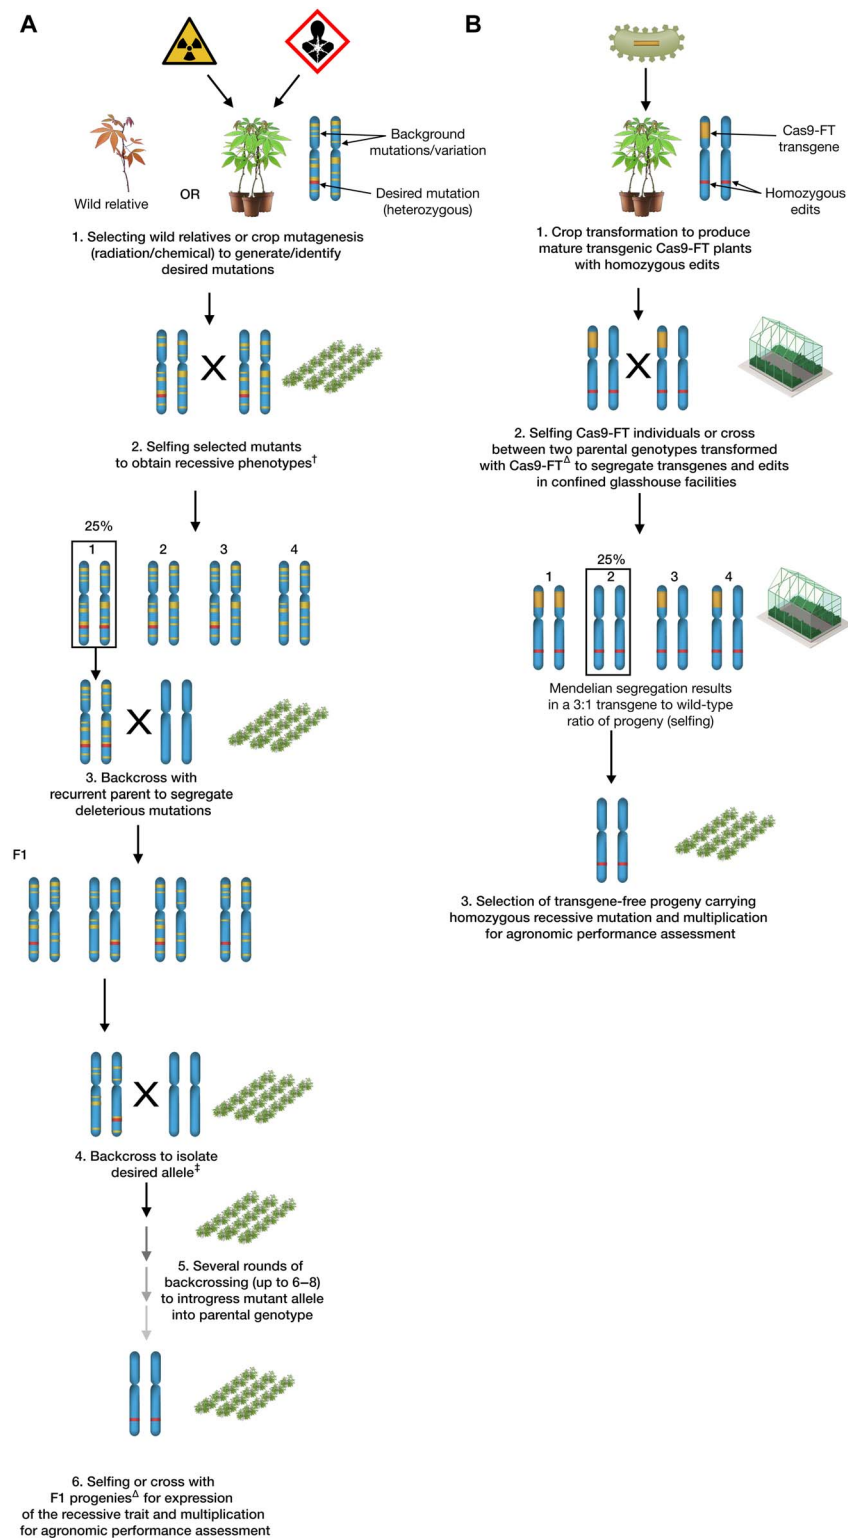 A
Background
mutations/variation
Wild relative
OR
Desired mutation
(heterozygous)
1. Selecting wild relatives or crop mutagenesis
(radiation/chemical) to generate/identify
desired mutations
X
2. Selfing selected mutants
to obtain recessive phenotypes†
25%
1
2
3
4
X
3. Backcross with
recurrent parent to segregate
deleterious mutations
F1
X
4. Backcross to isolate
desired allele‡
5. Several rounds of
backcrossing (up to 6–8)
to introgress mutant allele
into parental genotype
6. Selfing or cross with
F1 progeniesΔ for expression
of the recessive trait and multiplication
for agronomic performance assessment
B
Cas9-FT
transgene
Homozygous
edits
1. Crop transformation to produce
mature transgenic Cas9-FT plants
with homozygous edits
X
2. Selfing Cas9-FT individuals or cross
between two parental genotypes transformed
with Cas9-FTΔ to segregate transgenes and edits
in confined glasshouse facilities
25%
1
2
3
4
Mendelian segregation results
in a 3:1 transgene to wild-type
ratio of progeny (selfing)
3. Selection of transgene-free progeny carrying
homozygous recessive mutation and multiplication
for agronomic performance assessment